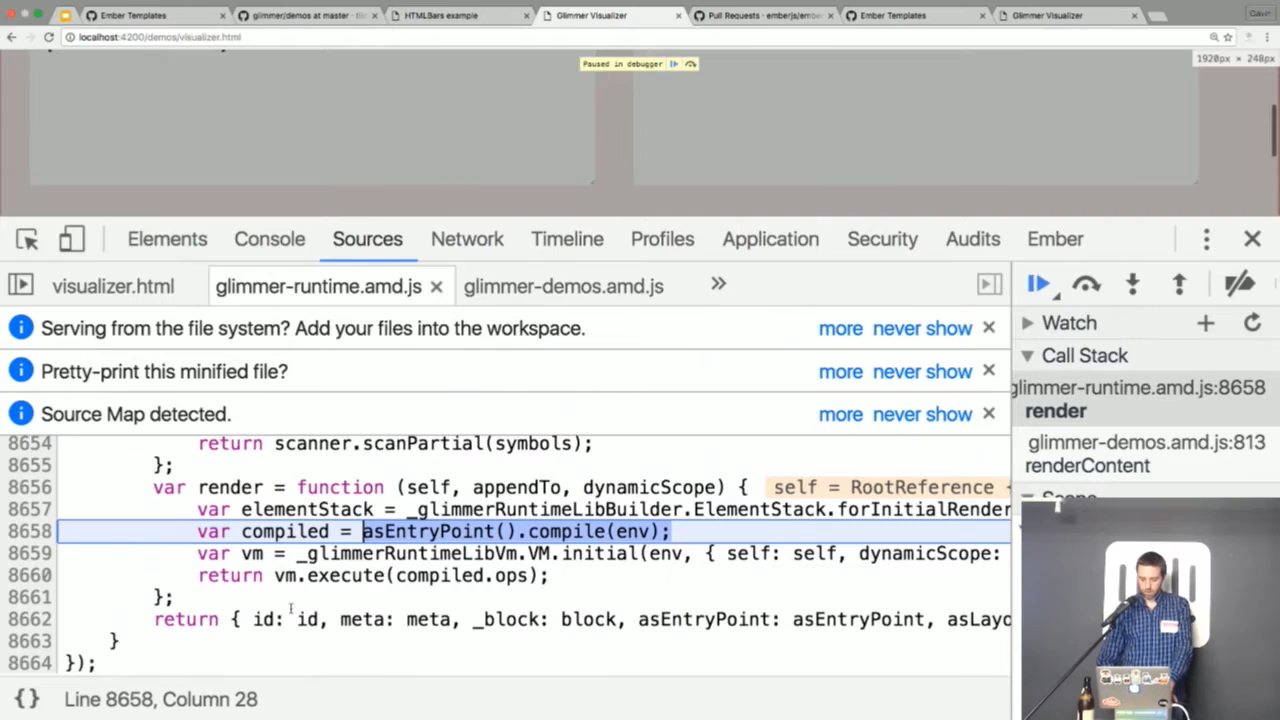 Ember Templates
glimmer/demos at master
HTMLBars example
Glimmer Visualizer
Pull Requests · emberjs/embe
Ember Templates
Glimmer Visualizer
localhost:4200/demos/visualizer.html
Paused in debugger
1920px × 248px
Elements Console Sources Network Timeline Profiles Application Security Audits Ember
visualizer.html glimmer-runtime.amd.js glimmer-demos.amd.js »
Serving from the file system? Add your files into the workspace. more never show
Pretty-print this minified file? more never show
Source Map detected. more never show
8654 return scanner.scanPartial(symbols);
8655 };
8656 var render = function (self, appendTo, dynamicScope) { self = RootReference {
8657 var elementStack = _glimmerRuntimeLibBuilder.ElementStack.forInitialRender
8658 var compiled = asEntryPoint().compile(env);
8659 var vm = _glimmerRuntimeLibVm.VM.initial(env, { self: self, dynamicScope:
8660 return vm.execute(compiled.ops);
8661 };
8662 return { id: id, meta: meta, _block: block, asEntryPoint: asEntryPoint, asLayo
8663 }
8664 });
{} Line 8658, Column 28
Watch
Call Stack
glimmer-runtime.amd.js:8658
render
glimmer-demos.amd.js:813
renderContent
Scope